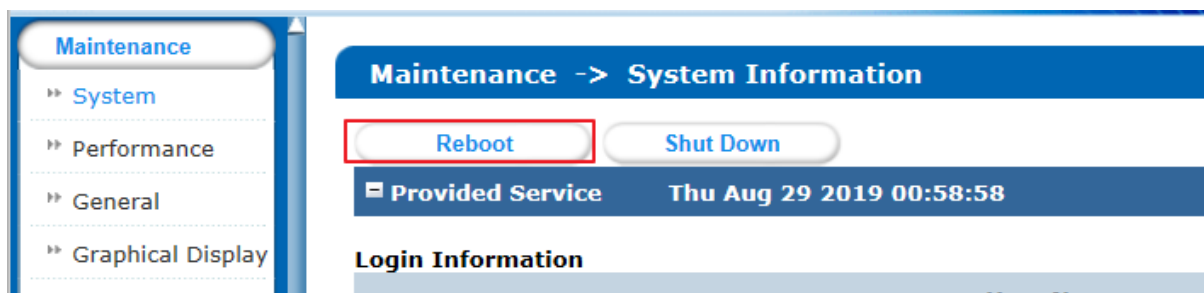 Maintenance
System
Performance
General
Graphical Display
Maintenance -> System Information
Reboot
Shut Down
Provided Service Thu Aug 29 2019 00:58:58
Login Information